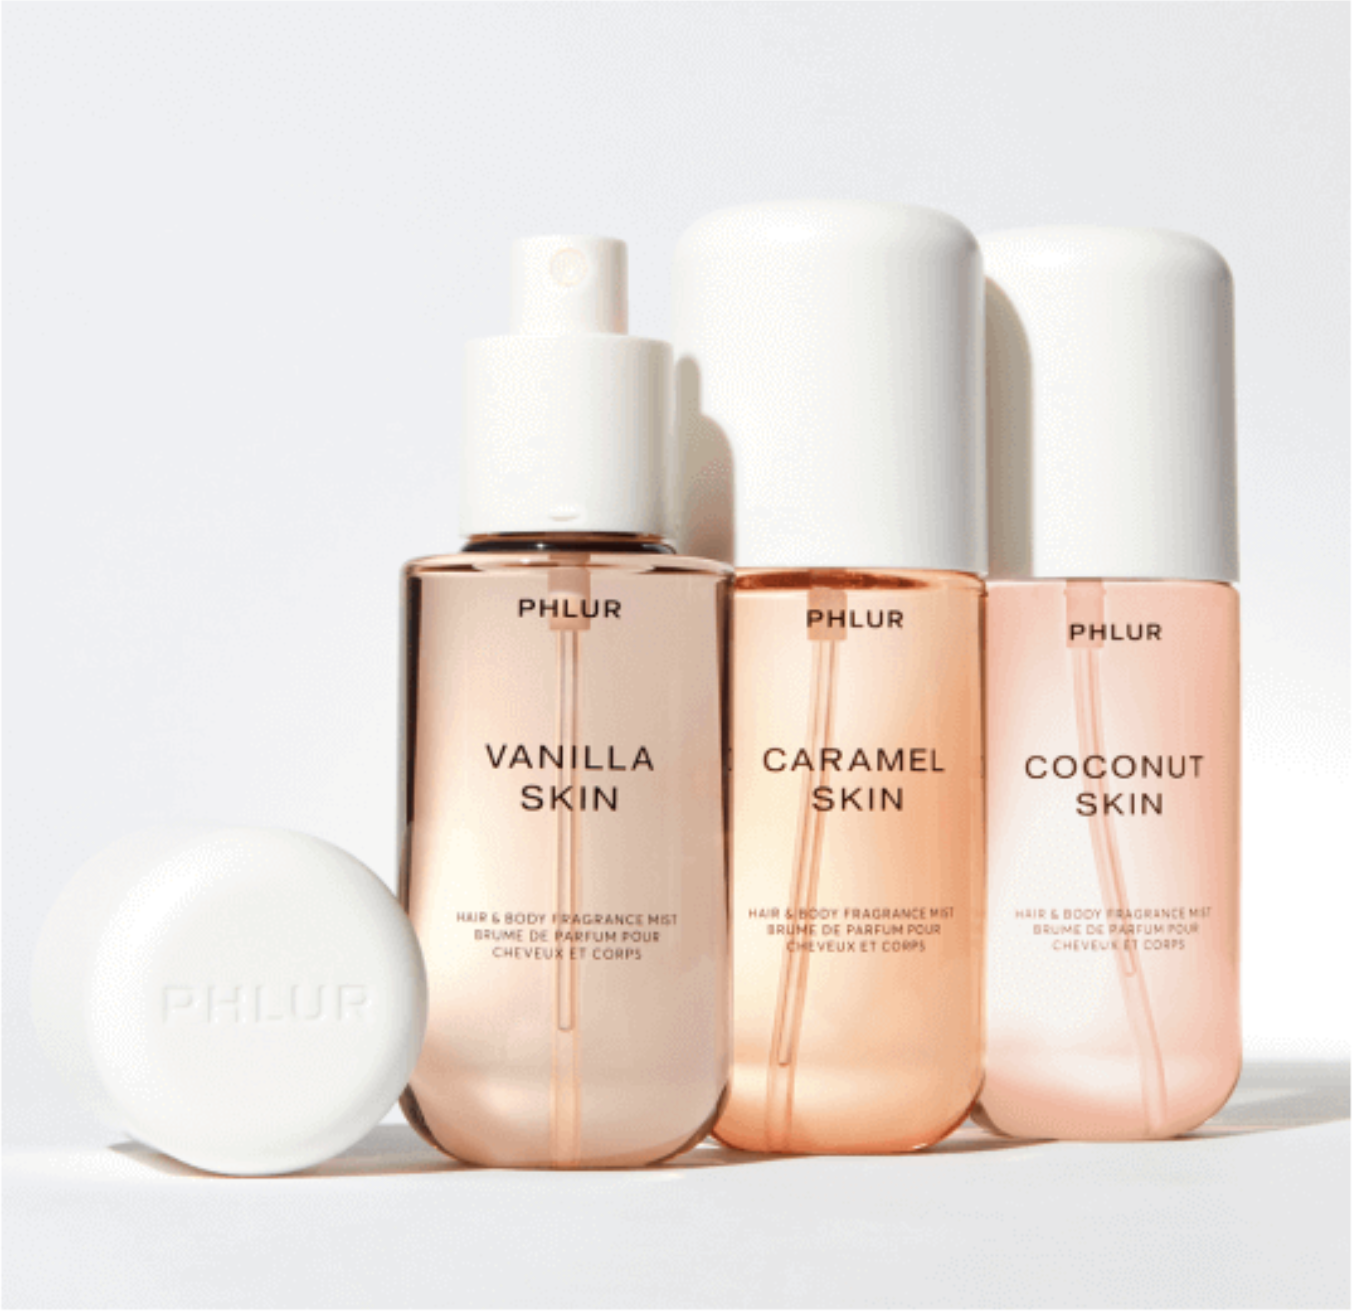 PHLUR
VANILLA
SKIN
HAIR & BODY FRAGRANCE MIST
BRUME DE PARFUM POUR
CHEVEUX ET CORPS
PHLUR
CARAMEL
SKIN
HAIR & BODY FRAGRANCE MIST
BRUME DE PARFUM POUR
CHEVEUX ET CORPS
PHLUR
COCONUT
SKIN
HAIR & BODY FRAGRANCE MIST
BRUME DE PARFUM POUR
CHEVEUX ET CORPS
PHLUR